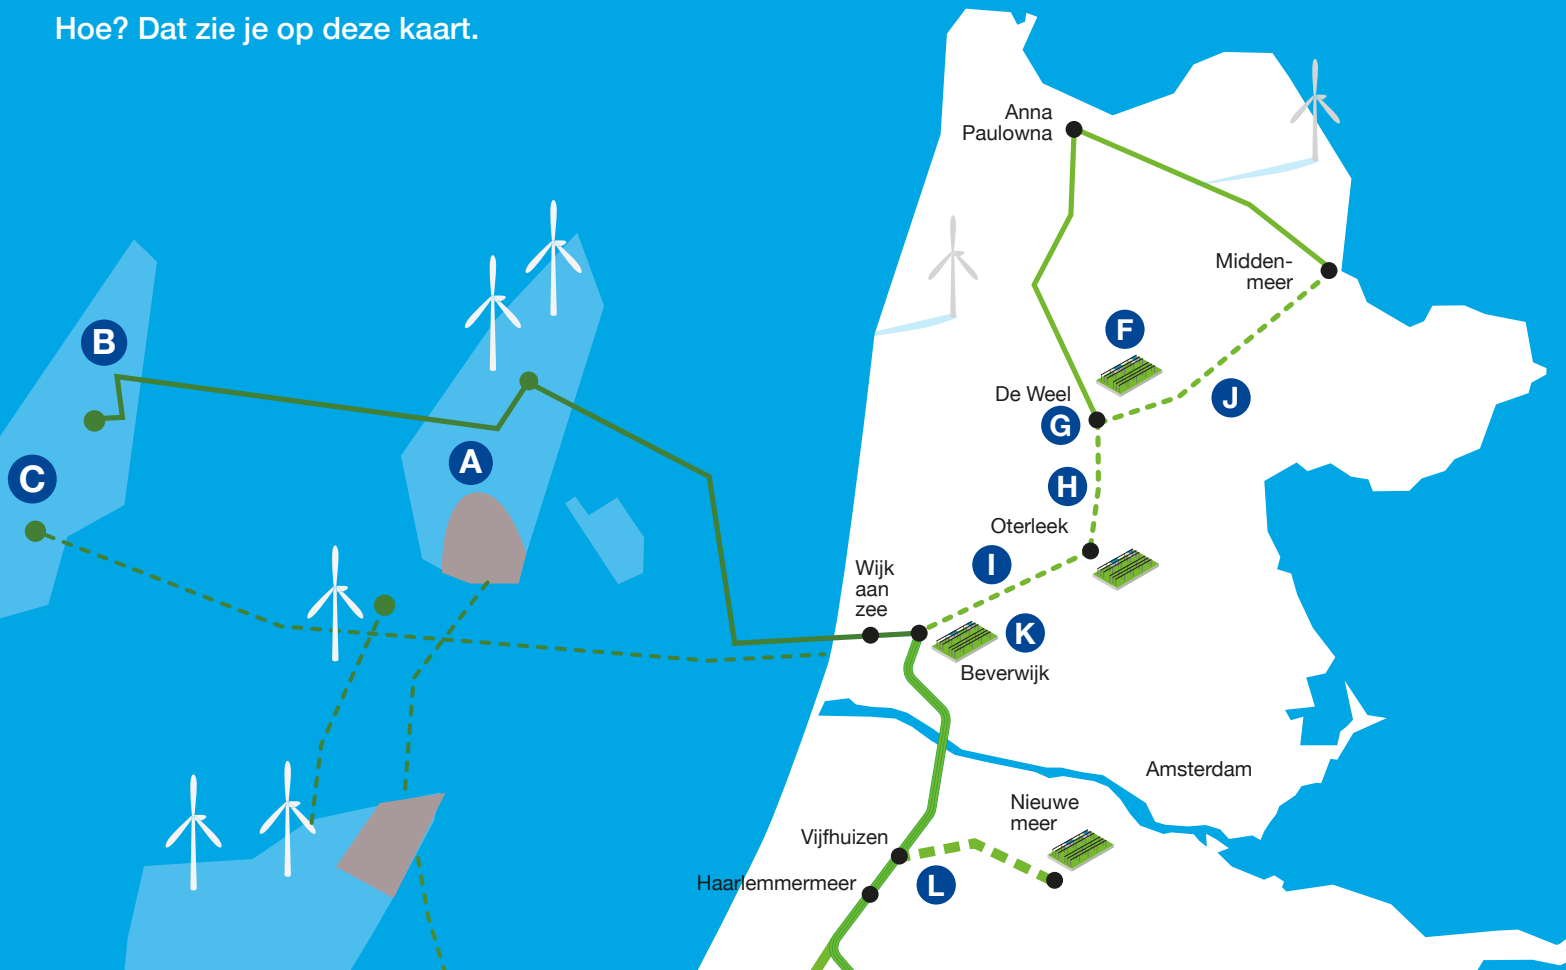 Hoe? Dat zie je op deze kaart.
Anna
Paulowna
Midden-
meer
F
B
De Weel
J
G
A
C
H
Oterleek
I
Wijk
aan
zee
K
Beverwijk
Amsterdam
Nieuwe
meer
Vijfhuizen
Haarlemmermeer
L